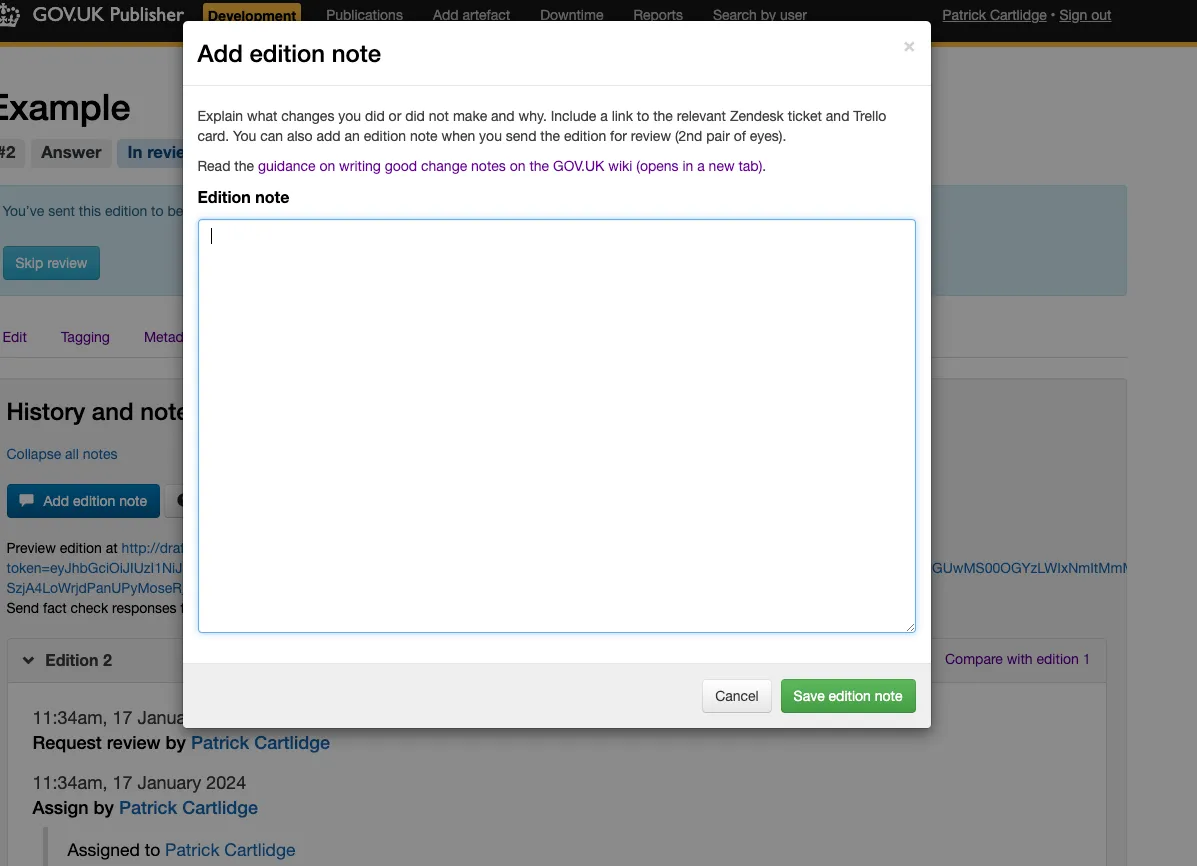 GOV.UK Publisher Development Publications Add artefact Downtime Reports Search by user Patrick Cartlidge • Sign out
Add edition note ×
Explain what changes you did or did not make and why. Include a link to the relevant Zendesk ticket and Trello
card. You can also add an edition note when you send the edition for review (2nd pair of eyes).
Read the guidance on writing good change notes on the GOV.UK wiki (opens in a new tab).
Edition note
Example
#2 Answer In revie
You've sent this edition to be
Skip review
Edit Tagging Metad
History and note
Collapse all notes
Add edition note
Preview edition at http://draf
token=eyJhbGciOiJIUzI1NiJ
SzjA4LoWrjdPanUPyMoseR
Send fact check responses
Edition 2 Compare with edition 1
Cancel Save edition note
11:34am, 17 Janua
Request review by Patrick Cartlidge
11:34am, 17 January 2024
Assign by Patrick Cartlidge
Assigned to Patrick Cartlidge